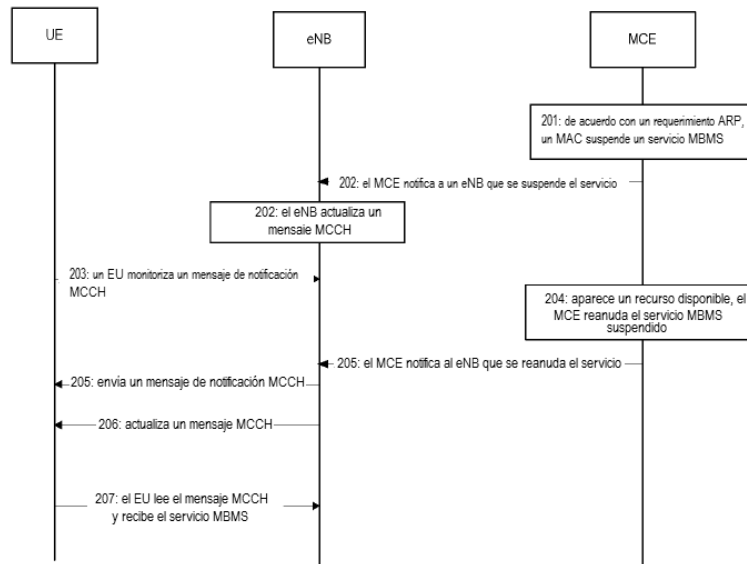 UE
eNB
MCE
201: de acuerdo con un requerimiento ARP,
un MAC suspende un servicio MBMS
202: el MCE notifica a un eNB que se suspende el servicio
202: el eNB actualiza un
mensaje MCCH
203: un EU monitoriza un mensaje de notificación
MCCH
204: aparece un recurso disponible, el
MCE reanuda el servicio MBMS
suspendido
205: el MCE notifica al eNB que se reanuda el servicio
205: envía un mensaje de notificación MCCH
206: actualiza un mensaje MCCH
207: el EU lee el mensaje MCCH
y recibe el servicio MBMS